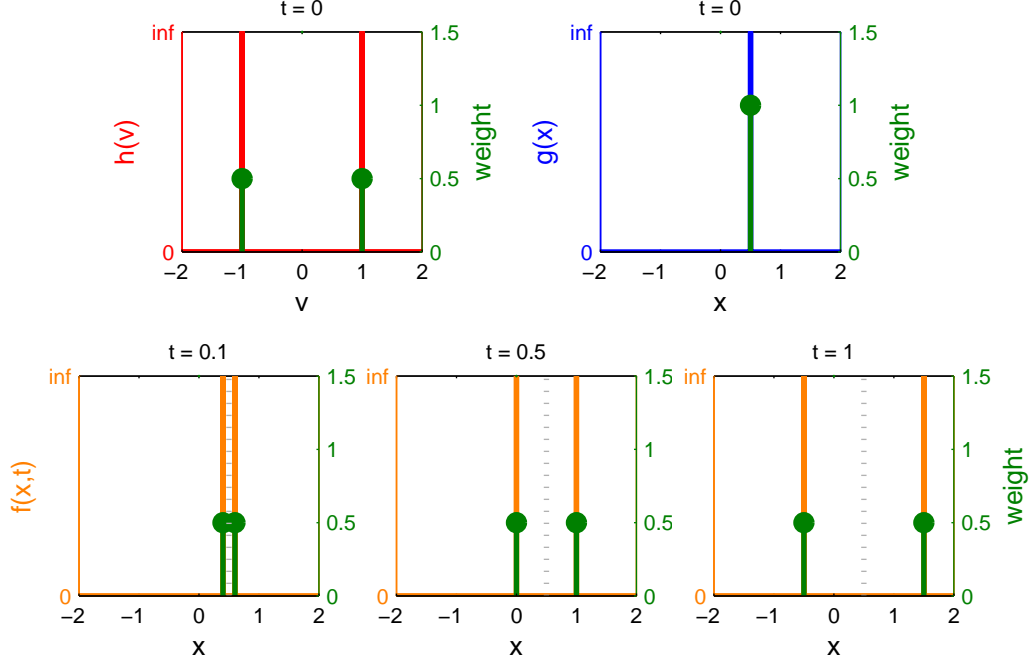 t = 0
inf
h(v)
0
−2 −1 0 1 2
v
1.5
1
0.5
0
weight
t = 0
inf
g(x)
0
−2 −1 0 1 2
x
1.5
1
0.5
0
weight
t = 0.1
inf
f(x,t)
0
−2 −1 0 1 2
x
1.5
1
0.5
0
t = 0.5
inf
0
−2 −1 0 1 2
x
1.5
1
0.5
0
t = 1
inf
0
−2 −1 0 1 2
x
1.5
1
0.5
0
weight